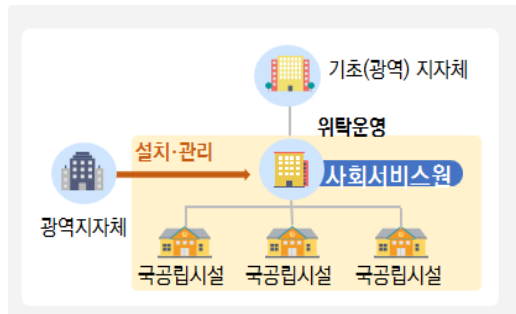 기초(광역) 지자체
위탁운영
설치·관리
사회서비스원
광역지자체
국공립시설 국공립시설 국공립시설